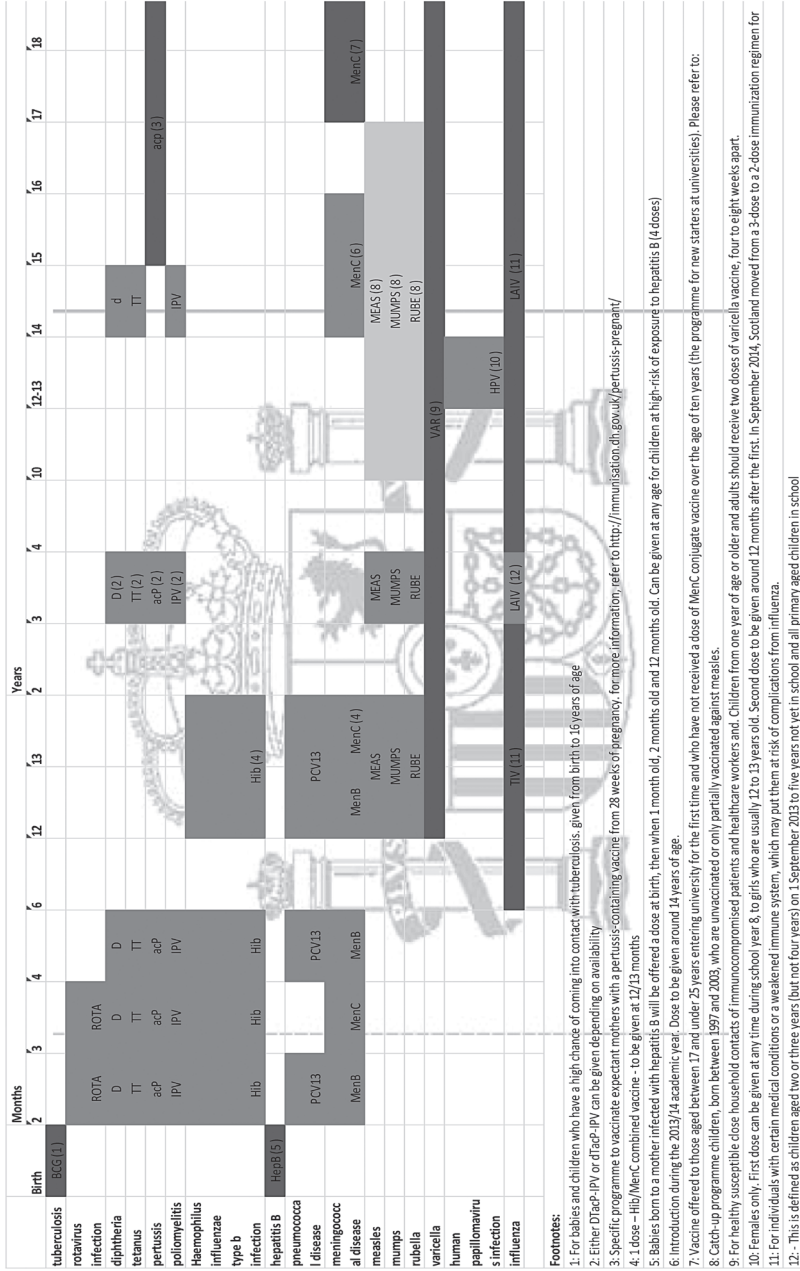 Months Years
Birth 2 3 4 6 12 13 2 3 4 10 12-13 14 15 16 17 18
tuberculosis BCG (1)
rotavirus
infection ROTA ROTA
diphtheria D D D D (2) d
tetanus TT TT TT TT (2) TT
pertussis acP acP acP acP (2) acp (3)
poliomyelitis IPV IPV IPV IPV (2) IPV
Haemophilus
influenzae
type b
infection Hib Hib Hib Hib (4)
hepatitis B HepB (5)
pneumococca
l disease PCV13 PCV13 PCV13
meningococc
al disease MenB MenC MenB MenB MenC (4) MenC (6) MenC (7)
measles MEAS MEAS MEAS (8)
mumps MUMPS MUMPS MUMPS (8)
rubella RUBE RUBE RUBE (8)
varicella VAR (9)
human
papillomaviru
s infection HPV (10)
influenza TIV (11) LAIV (12) LAIV (11)
Footnotes:
1: For babies and children who have a high chance of coming into contact with tuberculosis. given from birth to 16 years of age
2: Either DTacP-IPV or dTacP-IPV can be given depending on availability
3: Specific programme to vaccinate expectant mothers with a pertussis-containing vaccine from 28 weeks of pregnancy, for more information, refer to http://immunisation.dh.gov.uk/pertussis-pregnant/
4: 1 dose – Hib/MenC combined vaccine - to be given at 12/13 months
5: Babies born to a mother infected with hepatitis B will be offered a dose at birth, then when 1 month old, 2 months old and 12 months old. Can be given at any age for children at high-risk of exposure to hepatitis B (4 doses)
6: Introduction during the 2013/14 academic year. Dose to be given around 14 years of age.
7: Vaccine offered to those aged between 17 and under 25 years entering university for the first time and who have not received a dose of MenC conjugate vaccine over the age of ten years (the programme for new starters at universities). Please refer to:
8: Catch-up programme children, born between 1997 and 2003, who are unvaccinated or only partially vaccinated against measles.
9: For healthy susceptible close household contacts of immunocompromised patients and healthcare workers and. Children from one year of age or older and adults should receive two doses of varicella vaccine, four to eight weeks apart.
10: Females only. First dose can be given at any time during school year 8, to girls who are usually 12 to 13 years old. Second dose to be given around 12 months after the first. In September 2014, Scotland moved from a 3-dose to a 2-dose immunization regimen for
11: For individuals with certain medical conditions or a weakened immune system, which may put them at risk of complications from influenza.
12: - This is defined as children aged two or three years (but not four years) on 1 September 2013 to five years not yet in school and all primary aged children in school